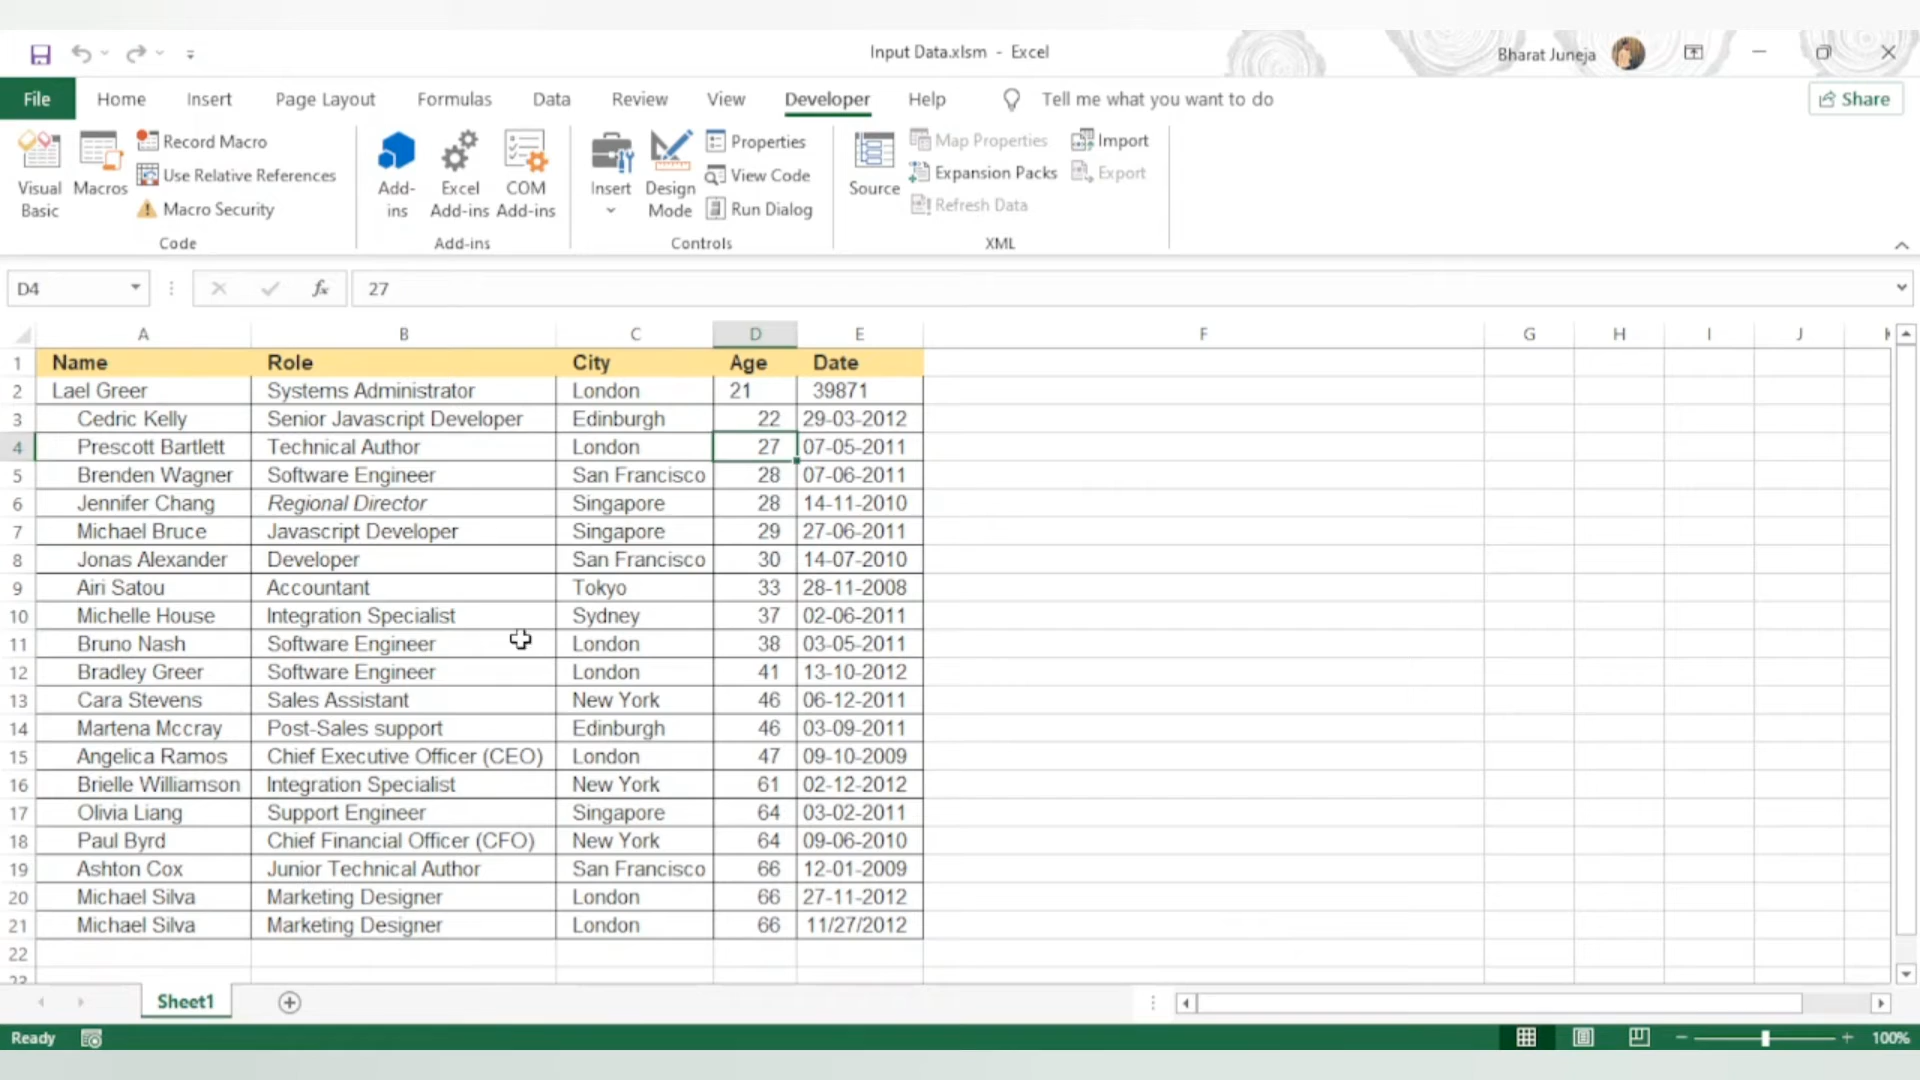 Input Data.xlsm - Excel
Bharat Juneja
File Home Insert Page Layout Formulas Data Review View Developer Help Tell me what you want to do Share
Visual Basic
Macros
Record Macro
Use Relative References
Macro Security
Code
Add-ins
Excel Add-ins
COM Add-ins
Add-ins
Insert
Design Mode
Properties
View Code
Run Dialog
Controls
Source
Map Properties
Expansion Packs
Refresh Data
Import
Export
XML
D4 fx 27
A B C D E F G H I J
1 Name Role City Age Date
2 Lael Greer Systems Administrator London 21 39871
3 Cedric Kelly Senior Javascript Developer Edinburgh 22 29-03-2012
4 Prescott Bartlett Technical Author London 27 07-05-2011
5 Brenden Wagner Software Engineer San Francisco 28 07-06-2011
6 Jennifer Chang Regional Director Singapore 28 14-11-2010
7 Michael Bruce Javascript Developer Singapore 29 27-06-2011
8 Jonas Alexander Developer San Francisco 30 14-07-2010
9 Airi Satou Accountant Tokyo 33 28-11-2008
10 Michelle House Integration Specialist Sydney 37 02-06-2011
11 Bruno Nash Software Engineer London 38 03-05-2011
12 Bradley Greer Software Engineer London 41 13-10-2012
13 Cara Stevens Sales Assistant New York 46 06-12-2011
14 Martena Mccray Post-Sales support Edinburgh 46 03-09-2011
15 Angelica Ramos Chief Executive Officer (CEO) London 47 09-10-2009
16 Brielle Williamson Integration Specialist New York 61 02-12-2012
17 Olivia Liang Support Engineer Singapore 64 03-02-2011
18 Paul Byrd Chief Financial Officer (CFO) New York 64 09-06-2010
19 Ashton Cox Junior Technical Author San Francisco 66 12-01-2009
20 Michael Silva Marketing Designer London 66 27-11-2012
21 Michael Silva Marketing Designer London 66 11/27/2012
22
Sheet1
Ready 100%